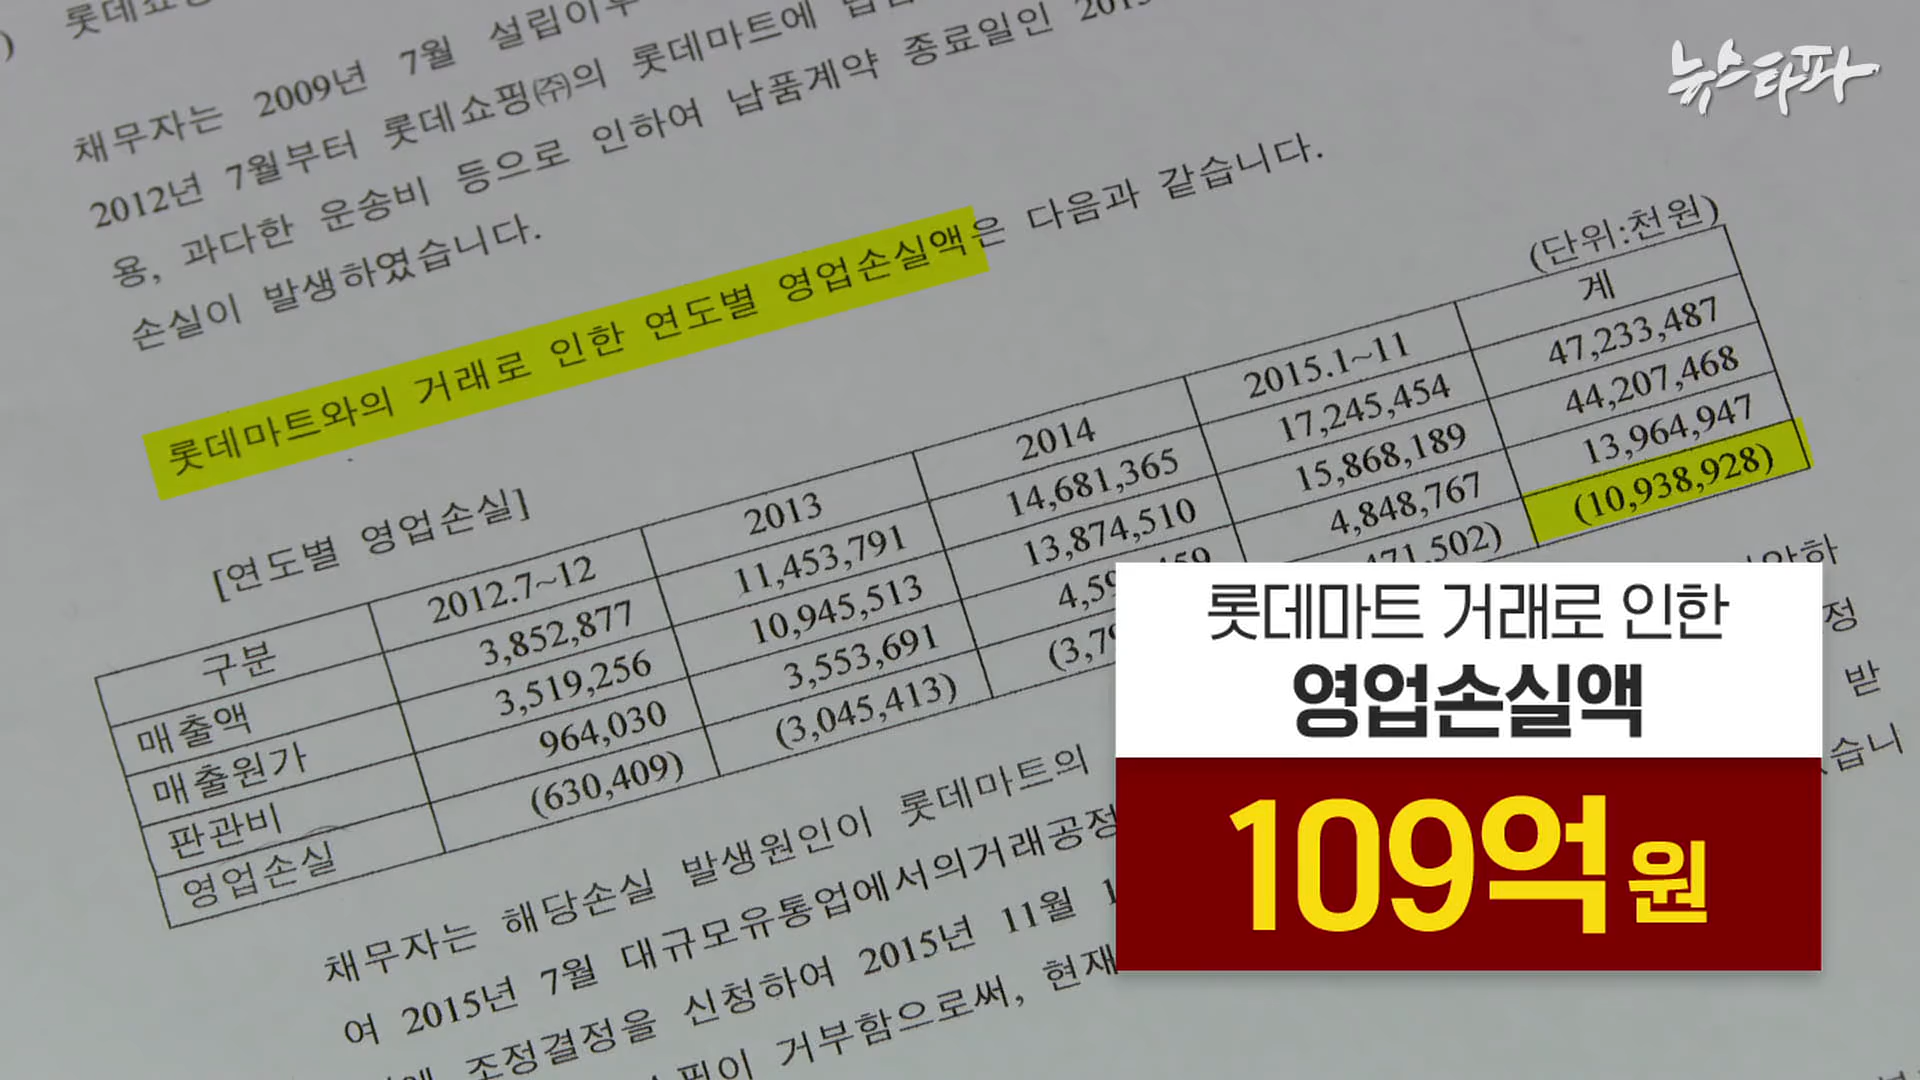 뉴스타파
채무자는 2009년 7월 설립이후
2012년 7월부터 롯데쇼핑㈜의 롯데마트에
용, 과다한 운송비 등으로 인하여 납품계약 종료일인
손실이 발생하였습니다.
롯데마트와의 거래로 인한 연도별 영업손실액은 다음과 같습니다.
[연도별 영업손실]
(단위:천원)
구분 2012.7~12 2013 2014 2015.1~11 계
매출액 3,852,877 11,453,791 14,681,365 17,245,454 47,233,487
매출원가 3,519,256 10,945,513 13,874,510 15,868,189 44,207,468
판관비 964,030 3,553,691 4,848,767 13,964,947
영업손실 (630,409) (3,045,413) (10,938,928)
채무자는 해당손실 발생원인이 롯데마트의
여 2015년 7월 대규모유통업에서의거래공정
조정결정을 신청하여 2015년 11월
거부함으로써, 현재
롯데마트 거래로 인한
영업손실액
109억 원